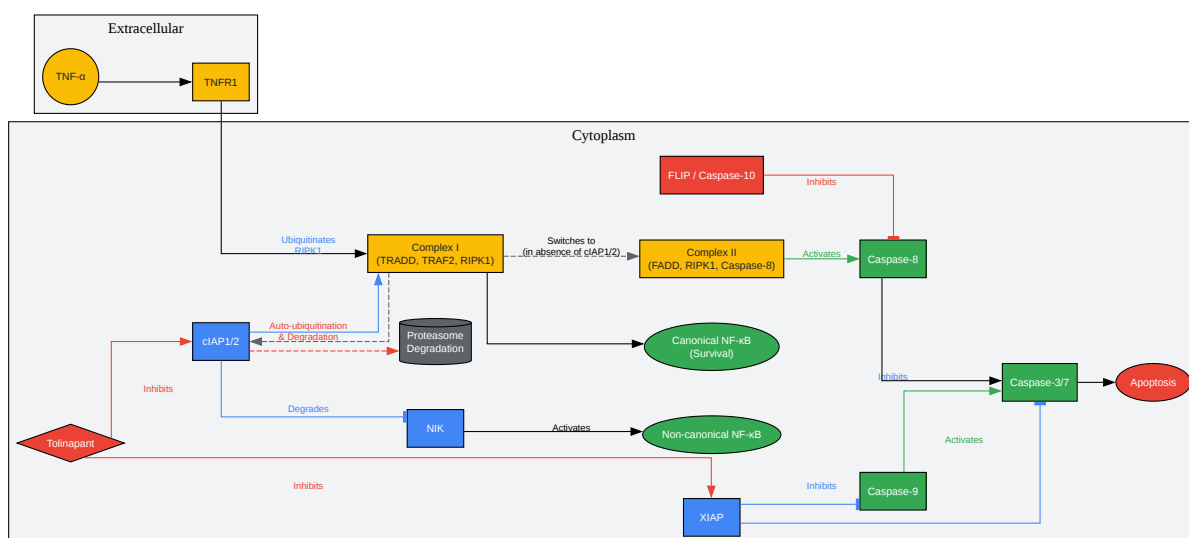 Extracellular
TNF-α
TNFR1
Cytoplasm
FLIP / Caspase-10
Inhibits
Ubiquitinates
RIPK1
Complex I
(TRADD, TRAF2, RIPK1)
Switches to
(in absence of cIAP1/2)
Complex II
(FADD, RIPK1, Caspase-8)
Activates
Caspase-8
cIAP1/2
Auto-ubiquitination
& Degradation
Proteasome
Degradation
Canonical NF-κB
(Survival)
Inhibits
Inhibits
Caspase-3/7
Apoptosis
Degrades
NIK
Activates
Non-canonical NF-κB
Activates
Tolinapant
Inhibits
Inhibits
Caspase-9
XIAP